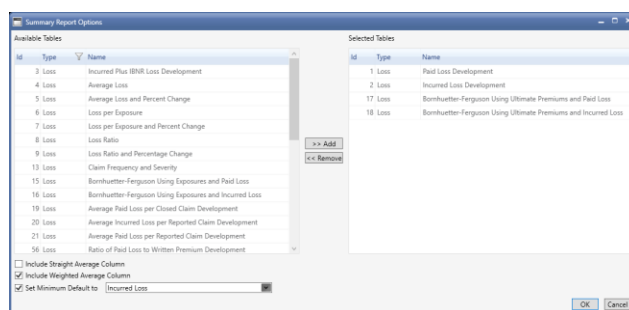 Summary Report Options
Available Tables
Id Type Name
3 Loss Incurred Plus IBNR Loss Development
4 Loss Average Loss
5 Loss Average Loss and Percent Change
6 Loss Loss per Exposure
7 Loss Loss per Exposure and Percent Change
8 Loss Loss Ratio
9 Loss Loss Ratio and Percentage Change
13 Loss Claim Frequency and Severity
15 Loss Bornhuetter-Ferguson Using Exposures and Paid Loss
16 Loss Bornhuetter-Ferguson Using Exposures and Incurred Loss
19 Loss Average Paid Loss per Closed Claim Development
20 Loss Average Incurred Loss per Reported Claim Development
21 Loss Average Paid Loss per Reported Claim Development
56 Loss Ratio of Paid Loss to Written Premium Development
>> Add
<< Remove
Selected Tables
Id Type Name
1 Loss Paid Loss Development
2 Loss Incurred Loss Development
17 Loss Bornhuetter-Ferguson Using Ultimate Premiums and Paid Loss
18 Loss Bornhuetter-Ferguson Using Ultimate Premiums and Incurred Loss
Include Straight Average Column
Include Weighted Average Column
Set Minimum Default to Incurred Loss
OK Cancel